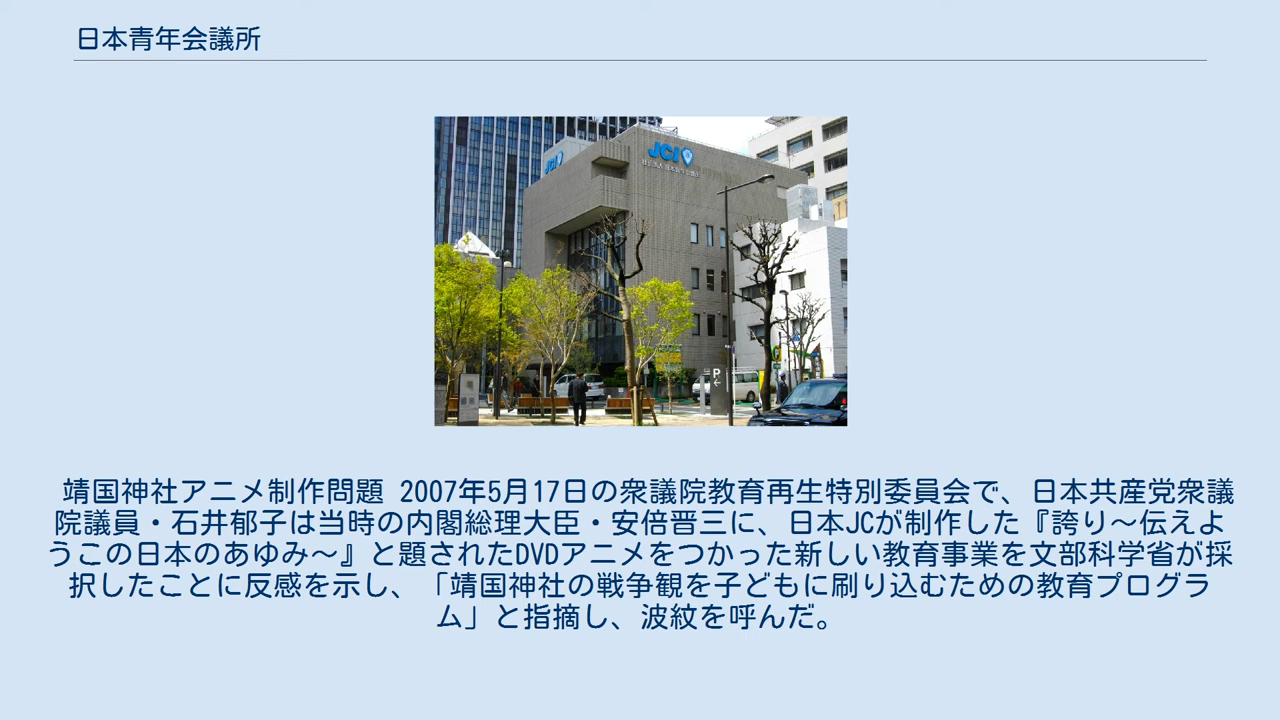 日本青年会議所
JCI
JCI
P
靖国神社アニメ制作問題 2007年5月17日の衆議院教育再生特別委員会で、日本共産党衆議
院議員・石井郁子は当時の内閣総理大臣・安倍晋三に、日本JCが制作した『誇り～伝えよ
うこの日本のあゆみ～』と題されたDVDアニメをつかった新しい教育事業を文部科学省が採
択したことに反感を示し、「靖国神社の戦争観を子どもに刷り込むための教育プログラ
ム」と指摘し、波紋を呼んだ。